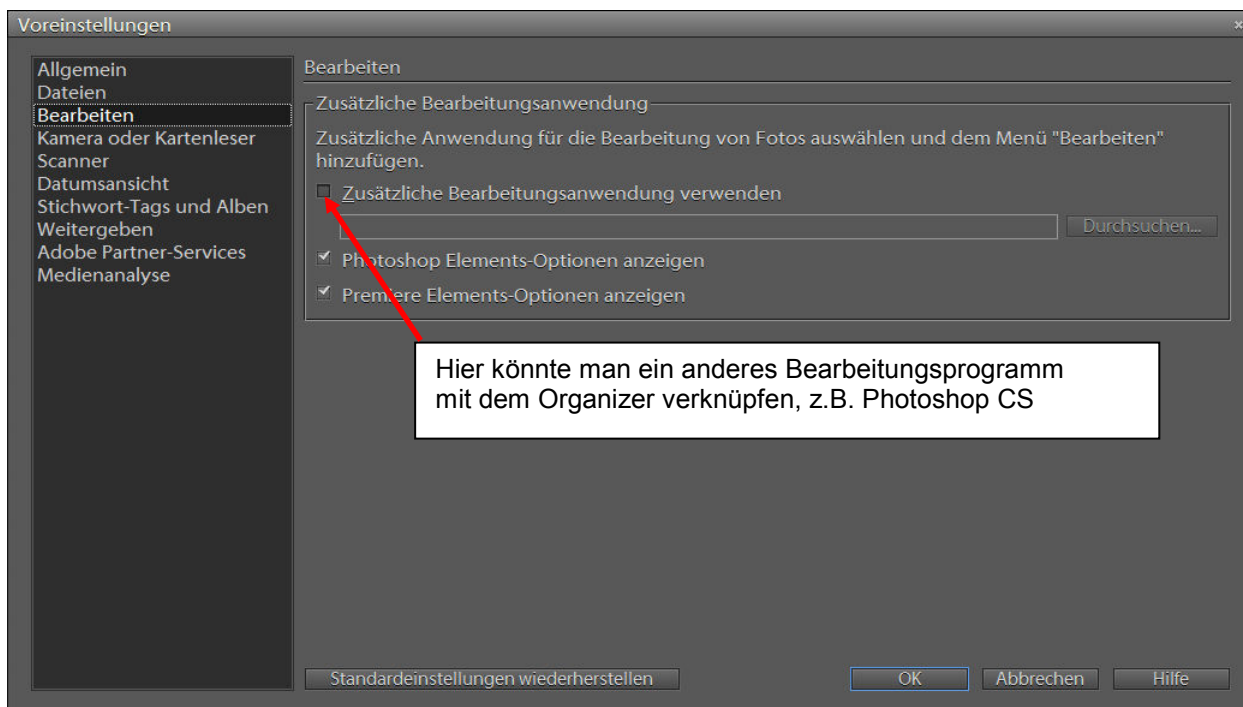 Voreinstellungen
Allgemein
Dateien
Bearbeiten
Kamera oder Kartenleser
Scanner
Datumsansicht
Stichwort-Tags und Alben
Weitergeben
Adobe Partner-Services
Medienanalyse
Bearbeiten
Zusätzliche Bearbeitungsanwendung
Zusätzliche Anwendung für die Bearbeitung von Fotos auswählen und dem Menü "Bearbeiten"
hinzufügen.
Zusätzliche Bearbeitungsanwendung verwenden
Durchsuchen...
Photoshop Elements-Optionen anzeigen
Premiere Elements-Optionen anzeigen
Hier könnte man ein anderes Bearbeitungsprogramm
mit dem Organizer verknüpfen, z.B. Photoshop CS
Standardeinstellungen wiederherstellen
OK
Abbrechen
Hilfe